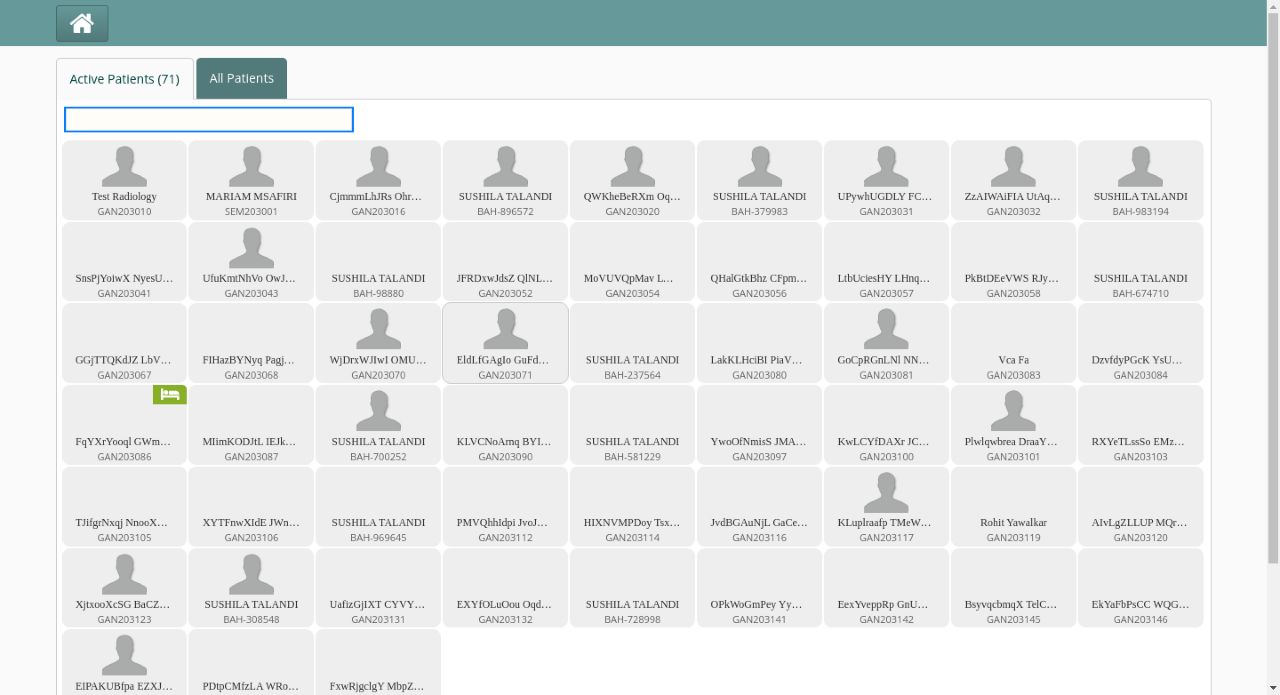 Active Patients (71)
All Patients
Test Radiology
GAN203010
MARIAM MSAFIRI
SEM203001
CjmmmLhJRs Ohr…
GAN203016
SUSHILA TALANDI
BAH-896572
QWKheBeRXm Oq…
GAN203020
SUSHILA TALANDI
BAH-379983
UPywhUGDLY FC…
GAN203031
ZzAIWAiFIA UtAq…
GAN203032
SUSHILA TALANDI
BAH-983194
SnsPjYoiwX NyesU…
GAN203041
UfuKmtNhVo OwJ…
GAN203043
SUSHILA TALANDI
BAH-98880
JFRDxwJdsZ QlNL…
GAN203052
MoVUVQpMav L…
GAN203054
QHalGtkBhz CFpm…
GAN203056
LtbUciesHY LHnq…
GAN203057
PkBtDEeVWS RJy…
GAN203058
SUSHILA TALANDI
BAH-674710
GGjTTQKdJZ LbV…
GAN203067
FIHazBYNyq Pagj…
GAN203068
WjDrxWJIwI OMU…
GAN203070
EldLfGAgIo GuFd…
GAN203071
SUSHILA TALANDI
BAH-237564
LakKLHciBI PiaV…
GAN203080
GoCpRGnLNl NN…
GAN203081
Vca Fa
GAN203083
DzvfdyPGcK YsU…
GAN203084
FqYXrYooql GWm…
GAN203086
MIimKODJtL IEJk…
GAN203087
SUSHILA TALANDI
BAH-700252
KLVCNoArnq BYI…
GAN203090
SUSHILA TALANDI
BAH-581229
YwoOfNmisS JMA…
GAN203097
KwLCYfDAXr JC…
GAN203100
Plwlqwbrea DraaY…
GAN203101
RXYeTLssSo EMz…
GAN203103
TJifgrNxqj NnooX…
GAN203105
XYTFnwXIdE JWn…
GAN203106
SUSHILA TALANDI
BAH-969645
PMVQhhIdpi JvoJ…
GAN203112
HIXNVMPDoy Tsx…
GAN203114
JvdBGAuNjL GaCe…
GAN203116
KLuplraafp TMeW…
GAN203117
Rohit Yawalkar
GAN203119
AIvLgZLLUP MQr…
GAN203120
XjtxooXcSG BaCZ…
GAN203123
SUSHILA TALANDI
BAH-308548
UafizGjIXT CYVY…
GAN203131
EXYfOLuOou Oqd…
GAN203132
SUSHILA TALANDI
BAH-728998
OPkWoGmPey Yy…
GAN203141
EexYveppRp GnU…
GAN203142
BsyvqcbmqX TelC…
GAN203145
EkYaFbPsCC WQG…
GAN203146
EIPAKUBfpa EZXJ…
PDtpCMfzLA WRo…
FxwRjgclgY MbpZ…